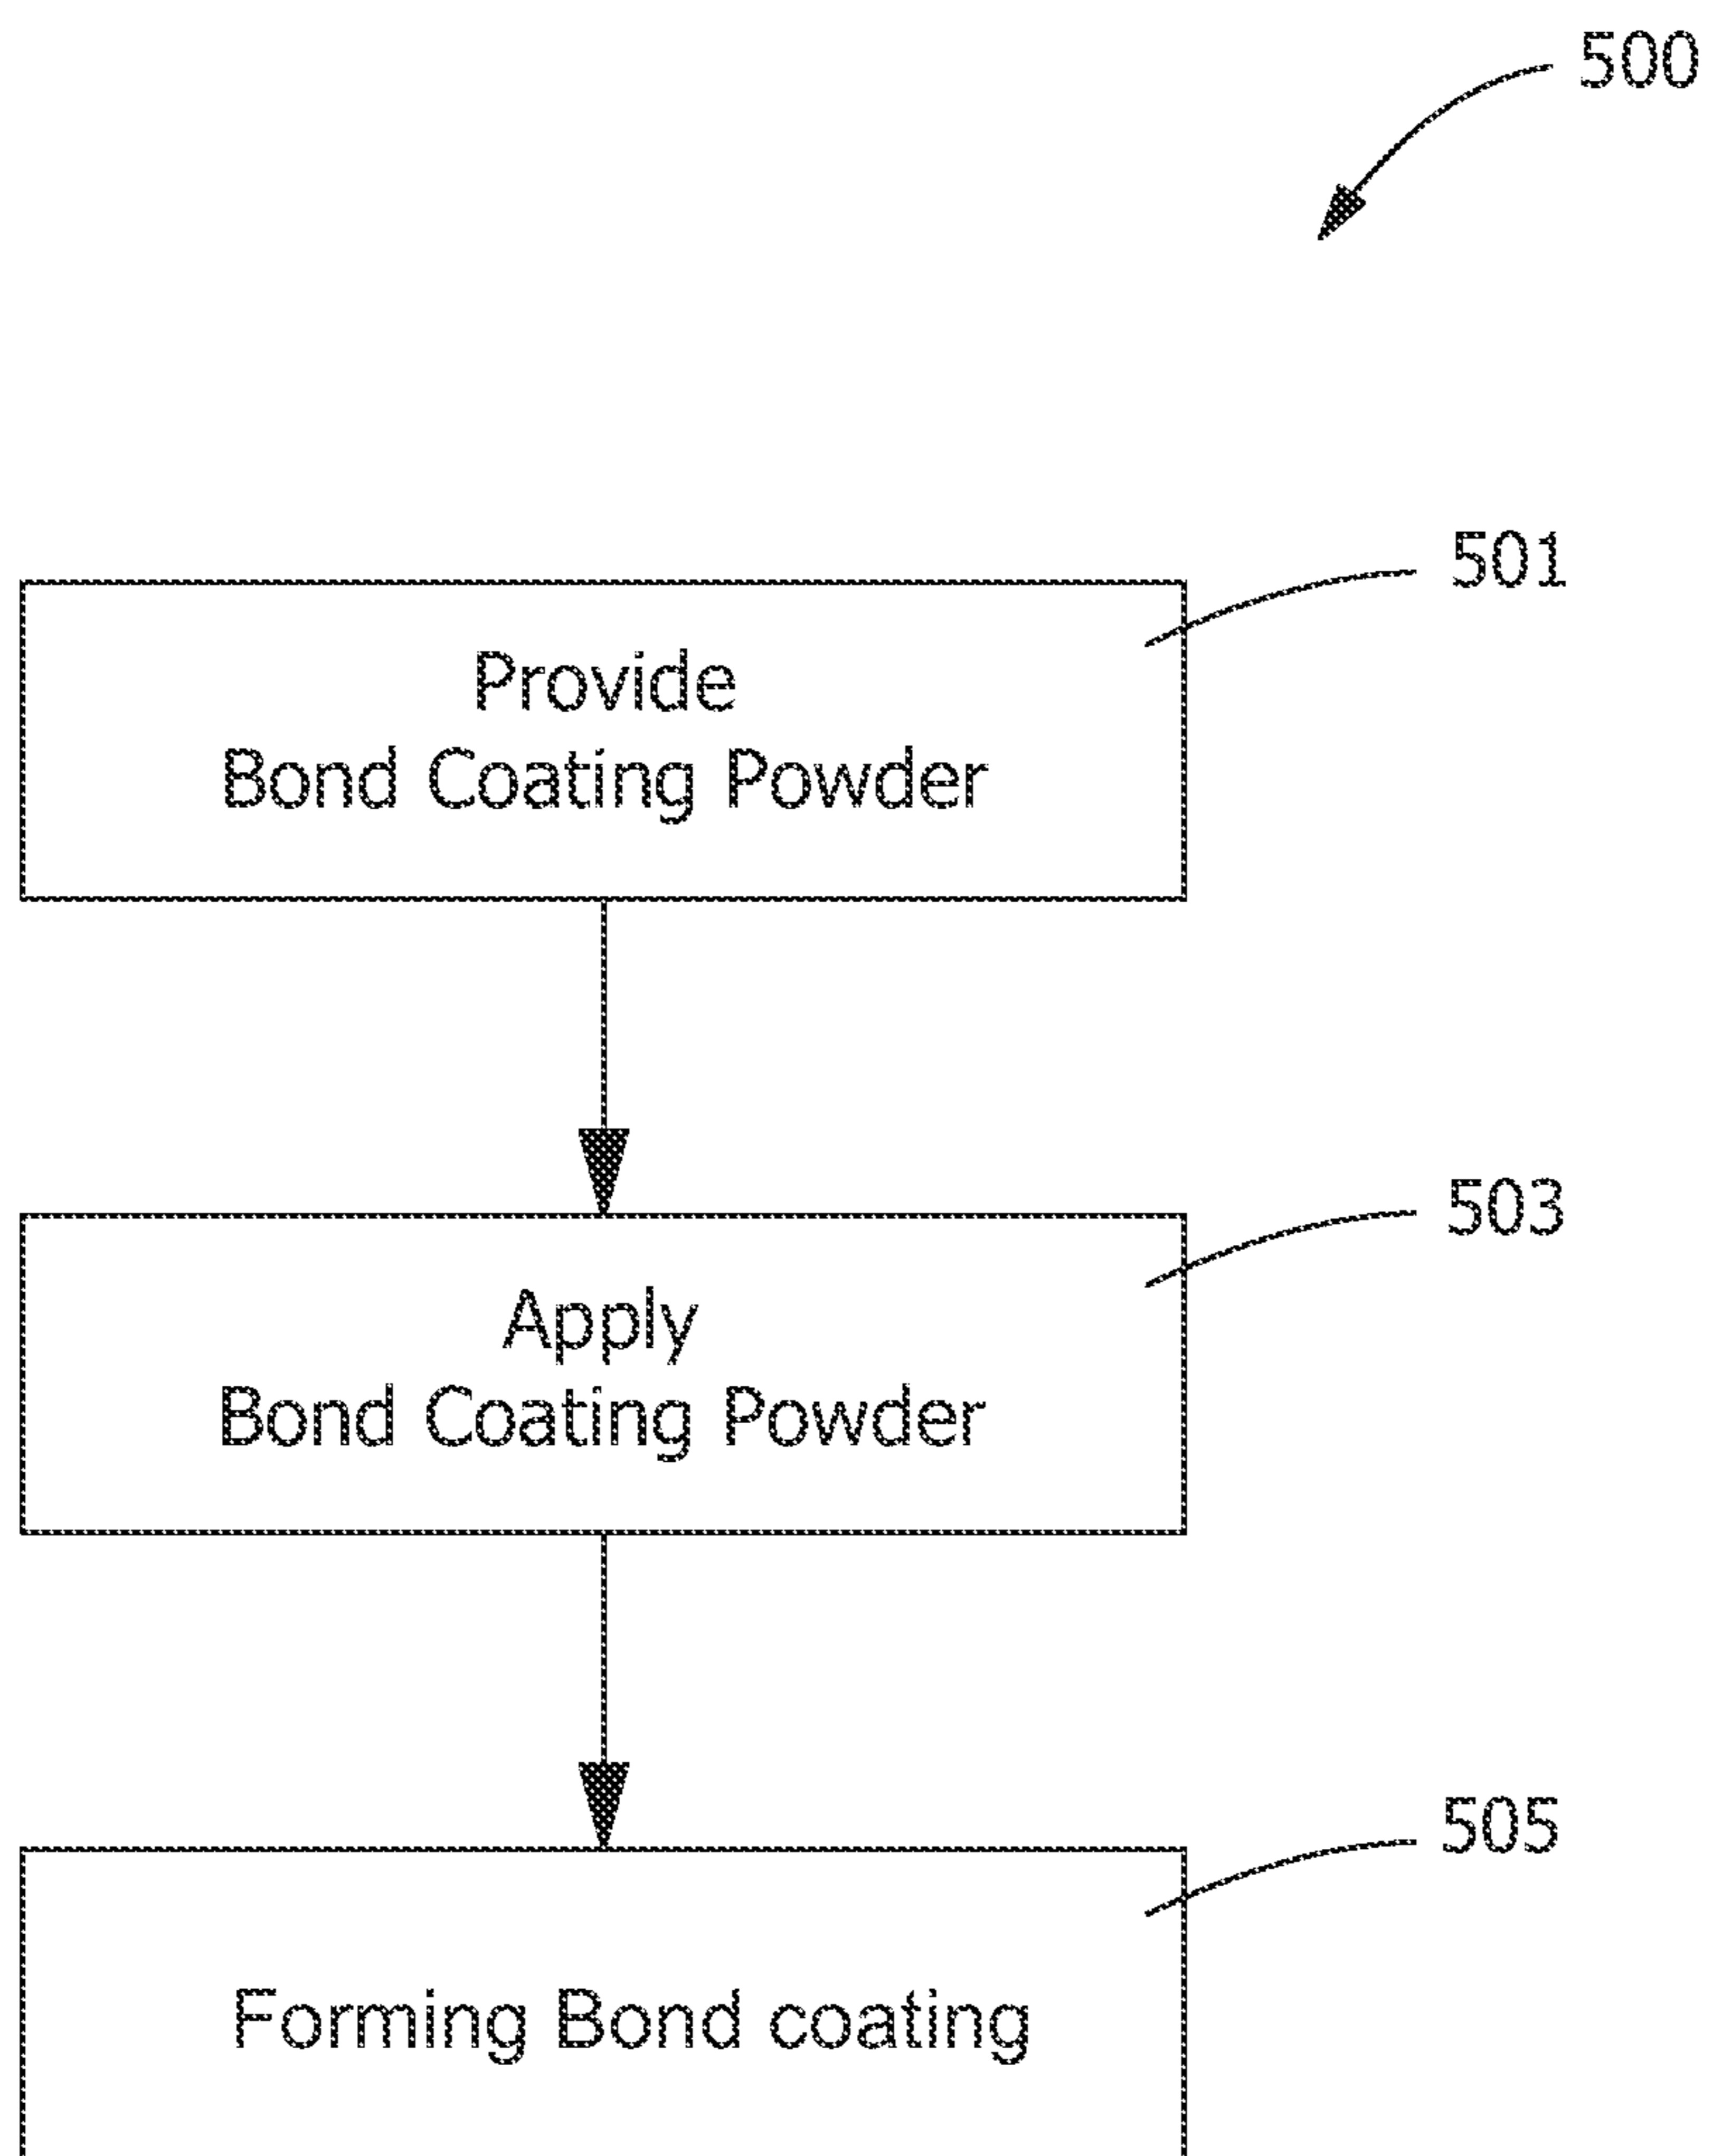 500
501
Provide
Bond Coating Powder
503
Apply
Bond Coating Powder
505
Forming Bond coating